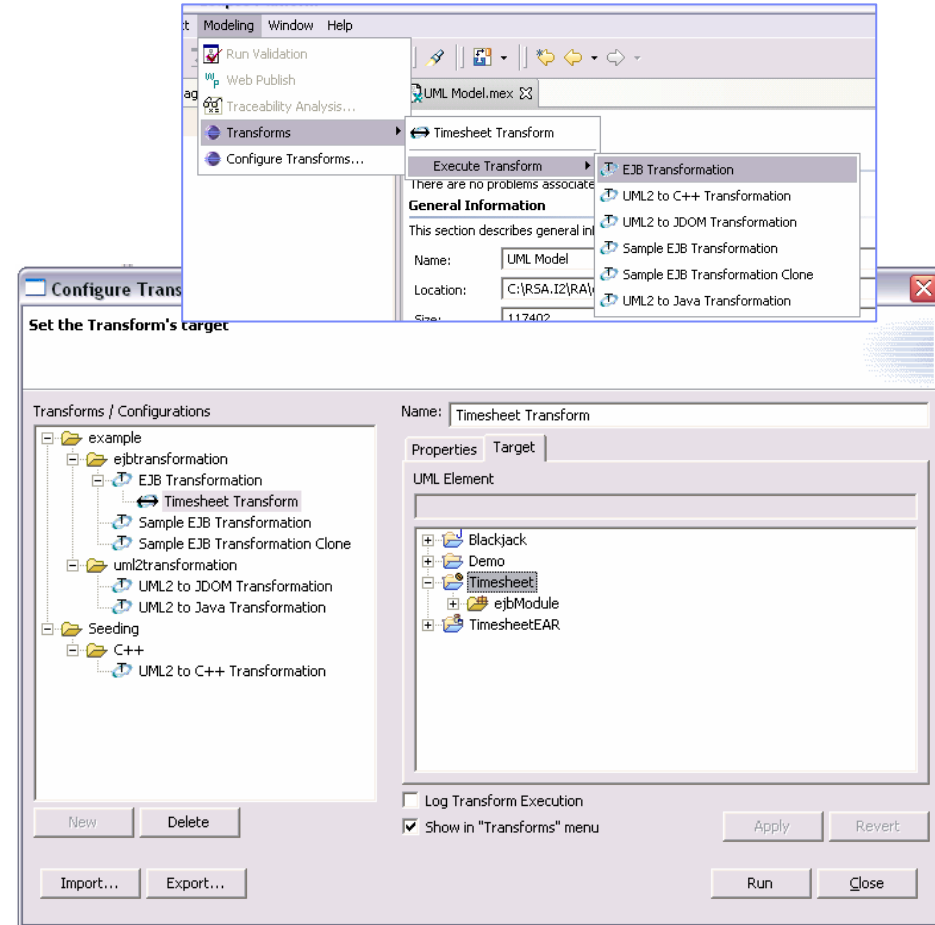 t Modeling Window Help
Run Validation
Web Publish
Traceability Analysis...
Transforms
Configure Transforms...
ag
UML Model.mex
Timesheet Transform
Execute Transform
EJB Transformation
UML2 to C++ Transformation
UML2 to JDOM Transformation
Sample EJB Transformation
Sample EJB Transformation Clone
UML2 to Java Transformation
There are no problems associate
General Information
This section describes general in
Name: UML Model
Location: C:\RSA.I2\RA\
Size: 117402
Configure Trans
Set the Transform's target
Transforms / Configurations
example
ejbtransformation
EJB Transformation
Timesheet Transform
Sample EJB Transformation
Sample EJB Transformation Clone
uml2transformation
UML2 to JDOM Transformation
UML2 to Java Transformation
Seeding
C++
UML2 to C++ Transformation
New Delete
Import... Export...
Name: Timesheet Transform
Properties Target
UML Element
Blackjack
Demo
Timesheet
ejbModule
TimesheetEAR
Log Transform Execution
Show in "Transforms" menu
Apply Revert
Run Close